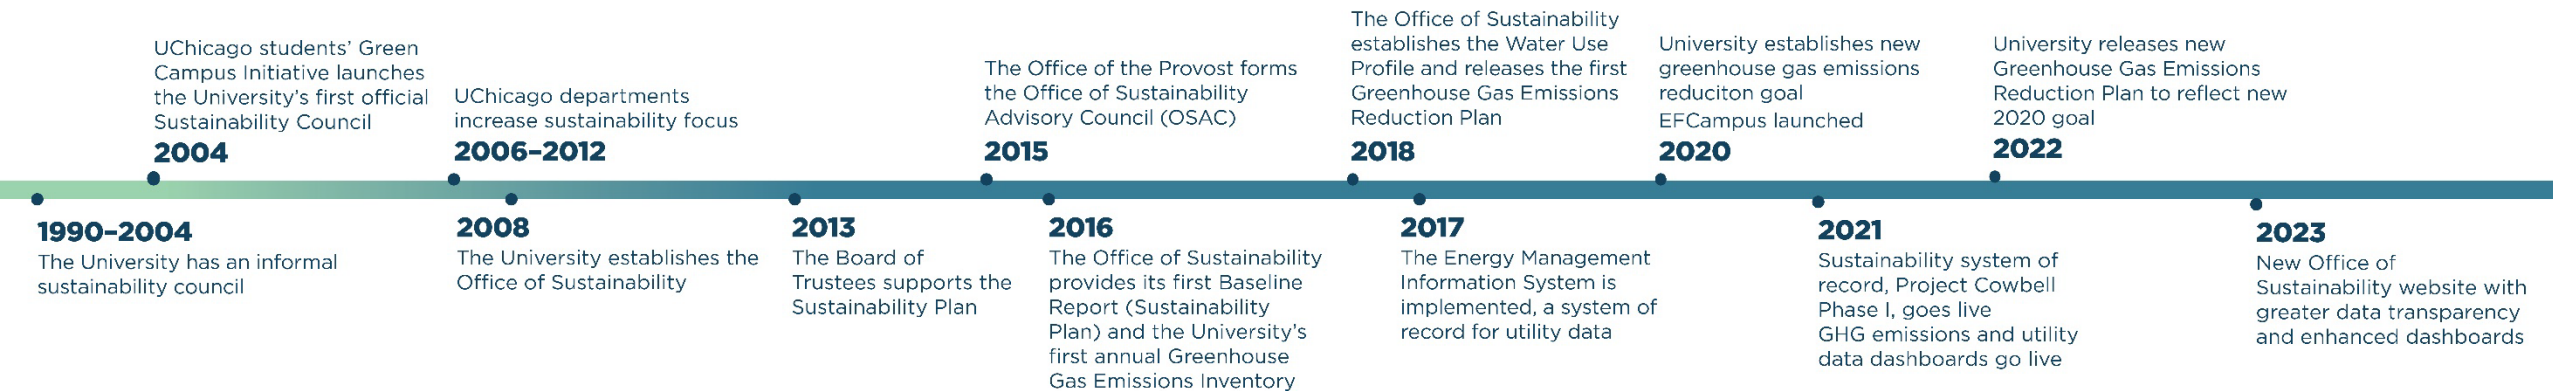 UChicago students’ Green
Campus Initiative launches
the University’s first official
Sustainability Council
2004
UChicago departments
increase sustainability focus
2006–2012
The Office of the Provost forms
the Office of Sustainability
Advisory Council (OSAC)
2015
The Office of Sustainability
establishes the Water Use
Profile and releases the first
Greenhouse Gas Emissions
Reduction Plan
2018
University establishes new
greenhouse gas emissions
reduciton goal
EFCampus launched
2020
University releases new
Greenhouse Gas Emissions
Reduction Plan to reflect new
2020 goal
2022
1990–2004
The University has an informal
sustainability council
2008
The University establishes the
Office of Sustainability
2013
The Board of
Trustees supports the
Sustainability Plan
2016
The Office of Sustainability
provides its first Baseline
Report (Sustainability
Plan) and the University’s
first annual Greenhouse
Gas Emissions Inventory
2017
The Energy Management
Information System is
implemented, a system of
record for utility data
2021
Sustainability system of
record, Project Cowbell
Phase I, goes live
GHG emissions and utility
data dashboards go live
2023
New Office of
Sustainability website with
greater data transparency
and enhanced dashboards